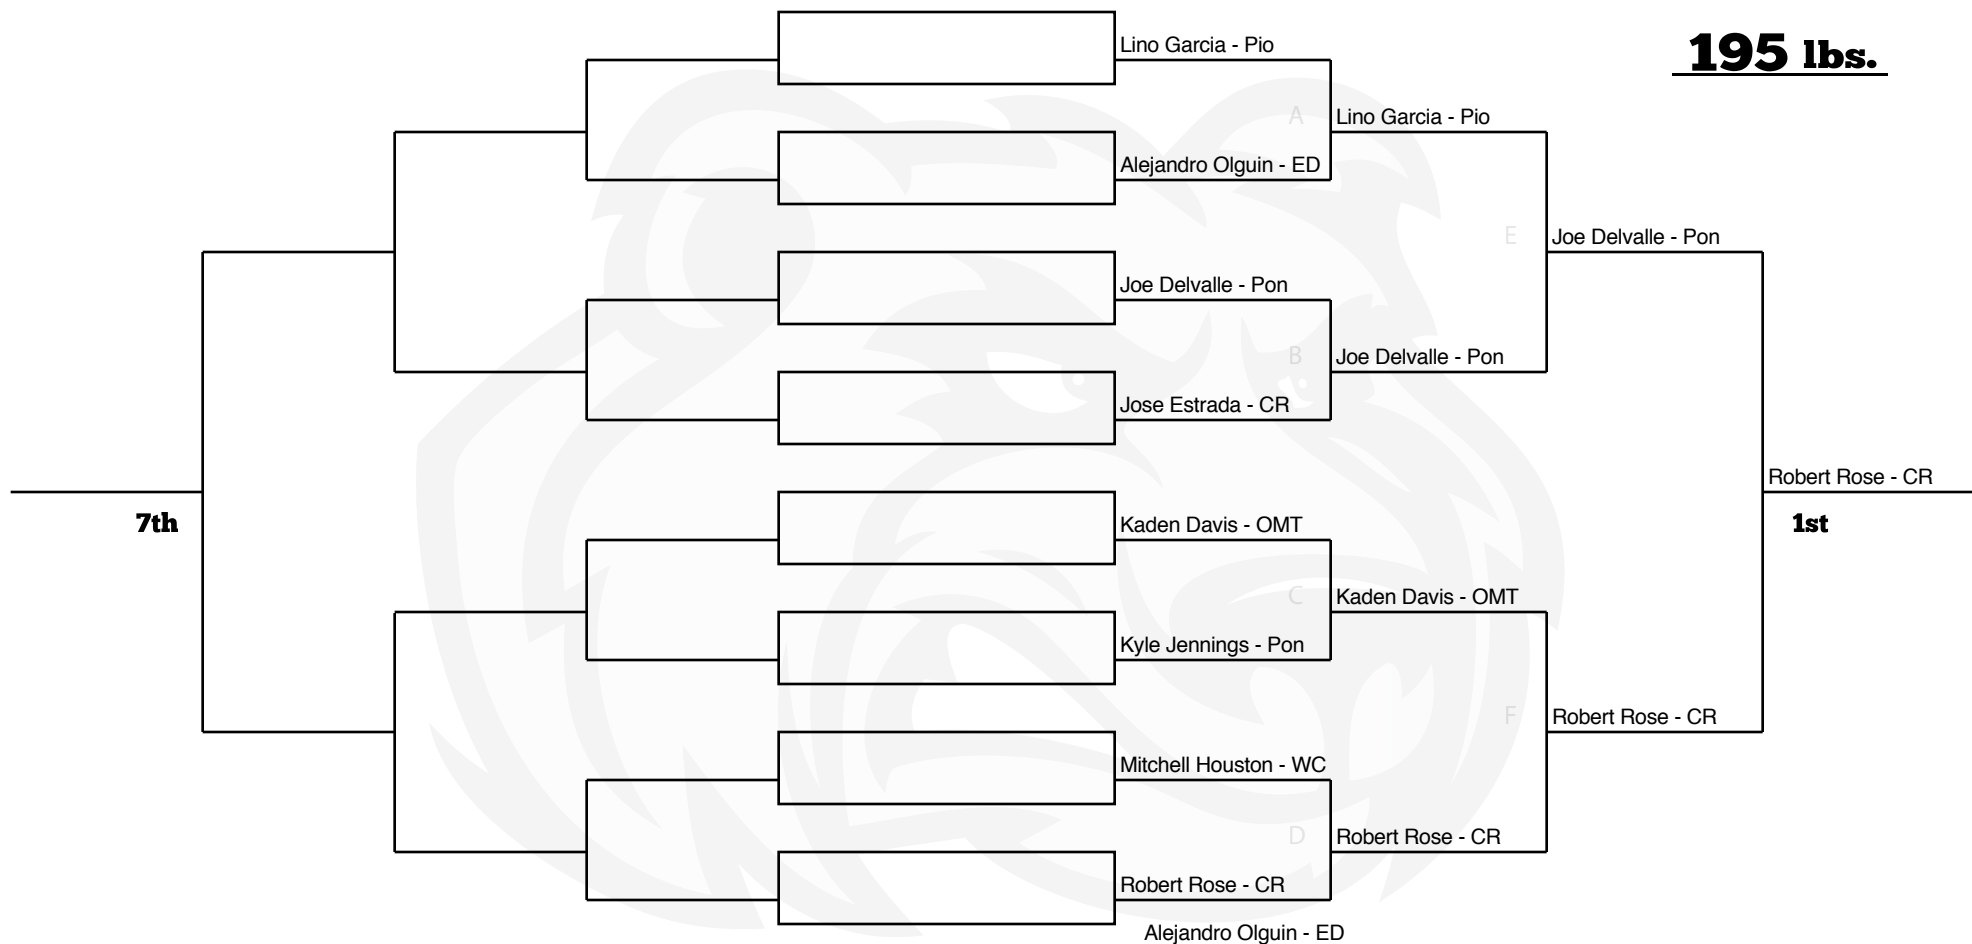 195 lbs.
Lino Garcia - Pio
A
Lino Garcia - Pio
Alejandro Olguin - ED
E
Joe Delvalle - Pon
Joe Delvalle - Pon
B
Joe Delvalle - Pon
Jose Estrada - CR
Robert Rose - CR
7th
1st
Kaden Davis - OMT
C
Kaden Davis - OMT
Kyle Jennings - Pon
F
Robert Rose - CR
Mitchell Houston - WC
D
Robert Rose - CR
Robert Rose - CR
Alejandro Olguin - ED